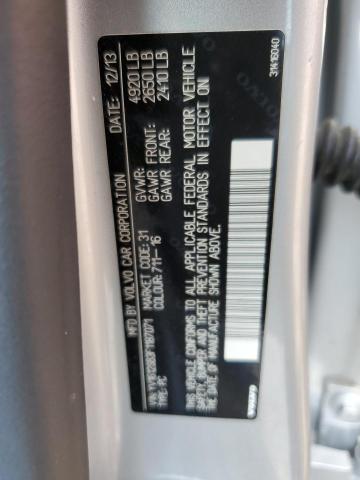 MFD BY VOLVO CAR CORPORATION DATE: 12/13
GVWR: 4920 LB
MARKET CODE: 31 GAWR FRONT: 2650 LB
COLOUR: 711-16 GAWR REAR: 2410 LB
TYPE: PC
THIS VEHICLE CONFORMS TO ALL APPLICABLE FEDERAL MOTOR VEHICLE
SAFETY, BUMPER AND THEFT PREVENTION STANDARDS IN EFFECT ON
DATE OF MANUFACTURE SHOWN ABOVE.
VOLVO
31416040